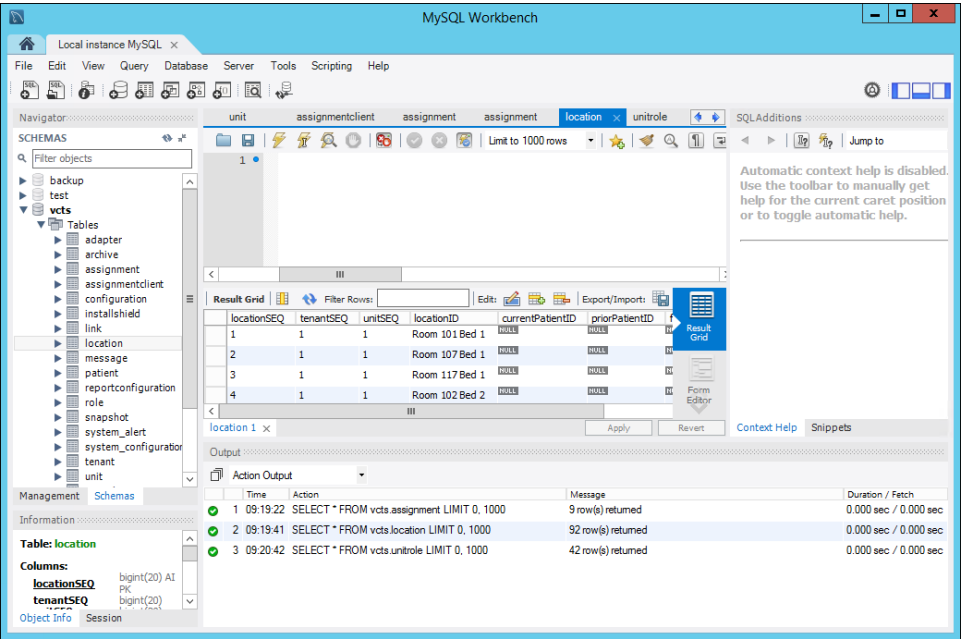 MySQL Workbench
Local instance MySQL
File Edit View Query Database Server Tools Scripting Help
Navigator
SCHEMAS
Filter objects
backup
test
vcts
Tables
adapter
archive
assignment
assignmentclient
configuration
installshield
link
location
message
patient
reportconfiguration
role
snapshot
system_alert
system_configuration
tenant
unit
Management Schemas
Information
Table: location
Columns:
locationSEQ bigint(20) AI
PK
tenantSEQ bigint(20)
Object Info Session
unit assignmentclient assignment assignment location unitrole
Limit to 1000 rows
1
Result Grid Filter Rows: Edit: Export/Import:
locationSEQ tenantSEQ unitSEQ locationID currentPatientID priorPatientID
1 1 1 Room 101 Bed 1 NULL NULL
2 1 1 Room 107 Bed 1 NULL NULL
3 1 1 Room 117 Bed 1 NULL NULL
4 1 1 Room 102 Bed 2 NULL NULL
Result
Grid
Form
Editor
location 1 Apply Revert
SQLAdditions
Jump to
Automatic context help is disabled.
Use the toolbar to manually get
help for the current caret position
or to toggle automatic help.
Context Help Snippets
Output
Action Output
Time Action Message Duration / Fetch
1 09:19:22 SELECT * FROM vcts.assignment LIMIT 0, 1000 9 row(s) returned 0.000 sec / 0.000 sec
2 09:19:41 SELECT * FROM vcts.location LIMIT 0, 1000 92 row(s) returned 0.000 sec / 0.000 sec
3 09:20:42 SELECT * FROM vcts.unitrole LIMIT 0, 1000 42 row(s) returned 0.000 sec / 0.000 sec